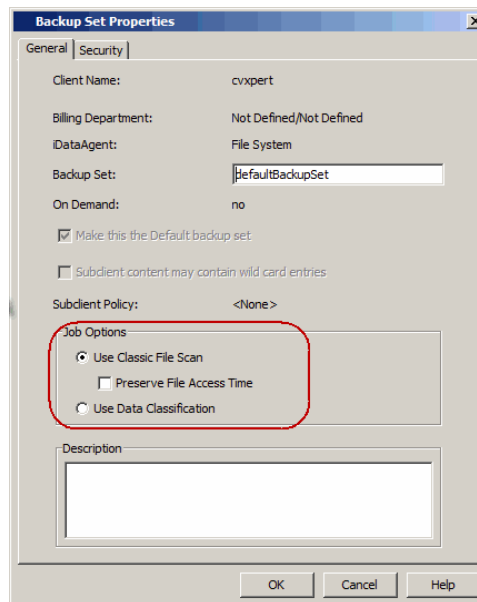 Backup Set Properties
General Security
Client Name: cvxpert
Billing Department: Not Defined/Not Defined
iDataAgent: File System
Backup Set: defaultBackupSet
On Demand: no
Make this the Default backup set
Subclient content may contain wild card entries
Subclient Policy: <None>
Job Options
Use Classic File Scan
Preserve File Access Time
Use Data Classification
Description
OK Cancel Help